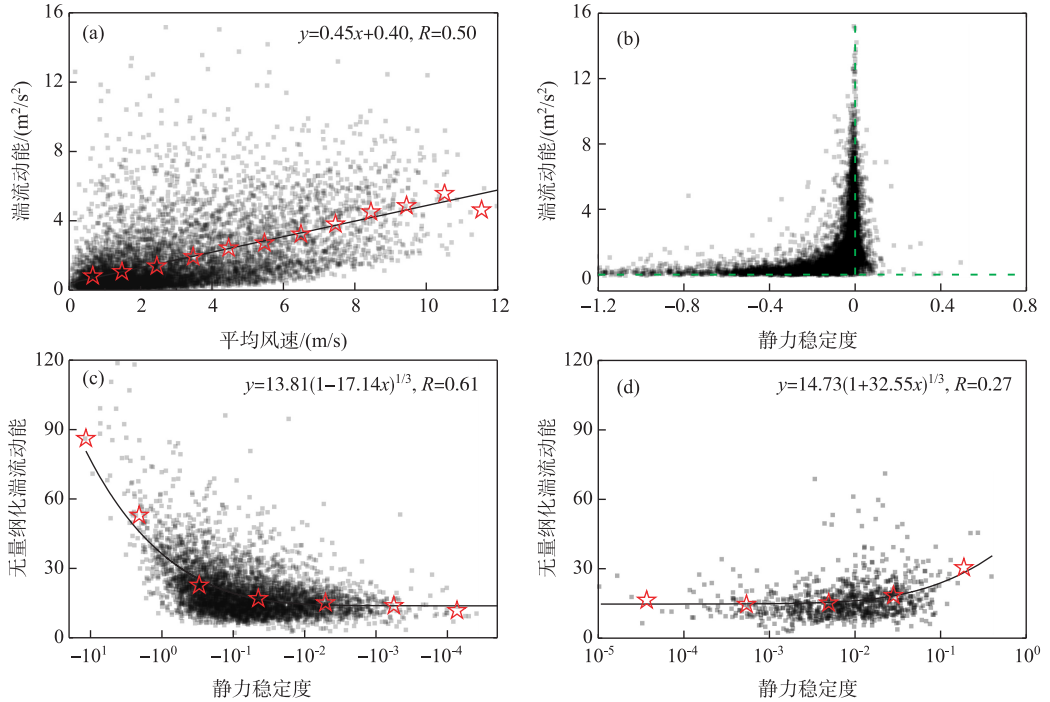 (a)
y=0.45x+0.40, R=0.50
16
12
8
4
0
湍流动能/(m²/s²)
0 2 4 6 8 10 12
平均风速/(m/s)
(b)
16
12
8
4
0
湍流动能/(m²/s²)
−1.2 −0.8 −0.4 0 0.4 0.8
静力稳定度
(c)
y=13.81(1−17.14x)^{1/3}, R=0.61
120
90
60
30
0
无量纲化湍流动能
−10¹ −10⁰ −10⁻¹ −10⁻² −10⁻³ −10⁻⁴
静力稳定度
(d)
y=14.73(1+32.55x)^{1/3}, R=0.27
120
90
60
30
0
无量纲化湍流动能
10⁻⁵ 10⁻⁴ 10⁻³ 10⁻² 10⁻¹ 10⁰
静力稳定度